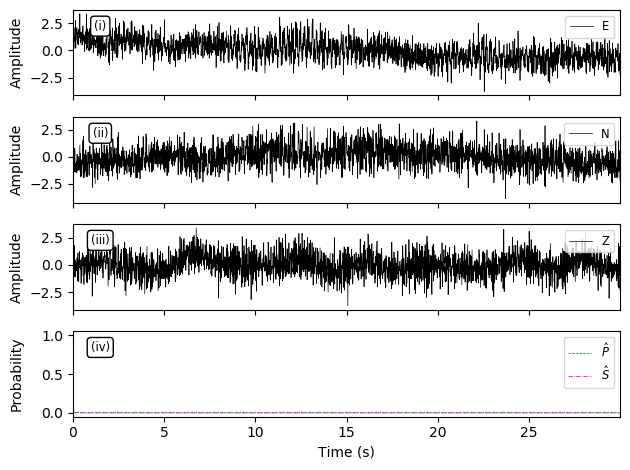 2.5
0.0
−2.5
Amplitude
(i)
E
2.5
0.0
−2.5
Amplitude
(ii)
N
2.5
0.0
−2.5
Amplitude
(iii)
Z
1.0
0.5
0.0
Probability
(iv)
P̂
Ŝ
0 5 10 15 20 25
Time (s)